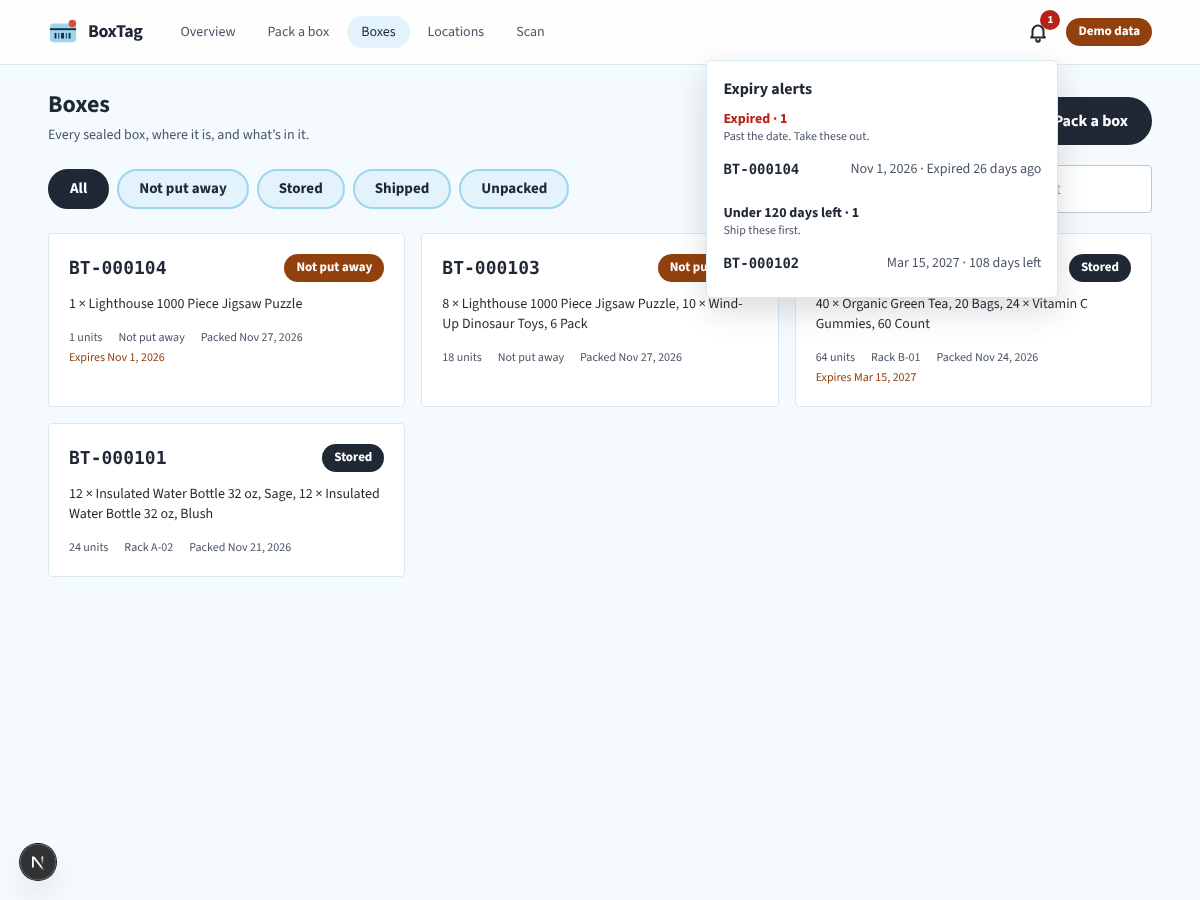 BoxTag
Overview
Pack a box
Boxes
Locations
Scan
1
Demo data
Boxes
Every sealed box, where it is, and what’s in it.
Pack a box
All
Not put away
Stored
Shipped
Unpacked
Expiry alerts
Expired · 1
Past the date. Take these out.
BT-000104
Nov 1, 2026 · Expired 26 days ago
Under 120 days left · 1
Ship these first.
BT-000102
Mar 15, 2027 · 108 days left
BT-000104
Not put away
1 × Lighthouse 1000 Piece Jigsaw Puzzle
1 units Not put away Packed Nov 27, 2026
Expires Nov 1, 2026
BT-000103
Not pu
8 × Lighthouse 1000 Piece Jigsaw Puzzle, 10 × Wind-
Up Dinosaur Toys, 6 Pack
18 units Not put away Packed Nov 27, 2026
Stored
40 × Organic Green Tea, 20 Bags, 24 × Vitamin C
Gummies, 60 Count
64 units Rack B-01 Packed Nov 24, 2026
Expires Mar 15, 2027
BT-000101
Stored
12 × Insulated Water Bottle 32 oz, Sage, 12 × Insulated
Water Bottle 32 oz, Blush
24 units Rack A-02 Packed Nov 21, 2026
N